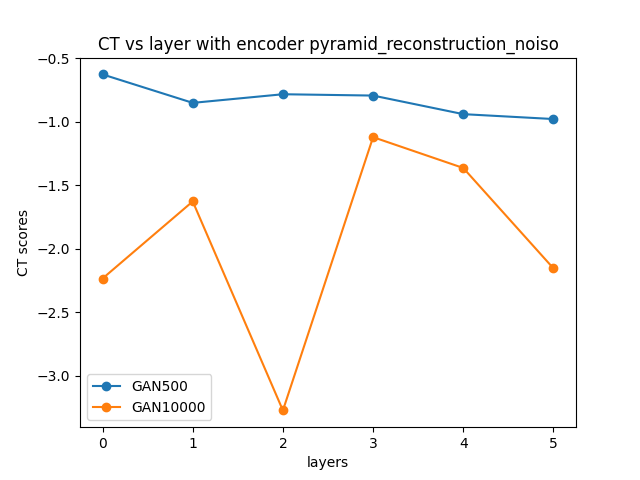 CT vs layer with encoder pyramid_reconstruction_noiso
−0.5
−1.0
−1.5
−2.0
−2.5
−3.0
CT scores
GAN500
GAN10000
0 1 2 3 4 5
layers